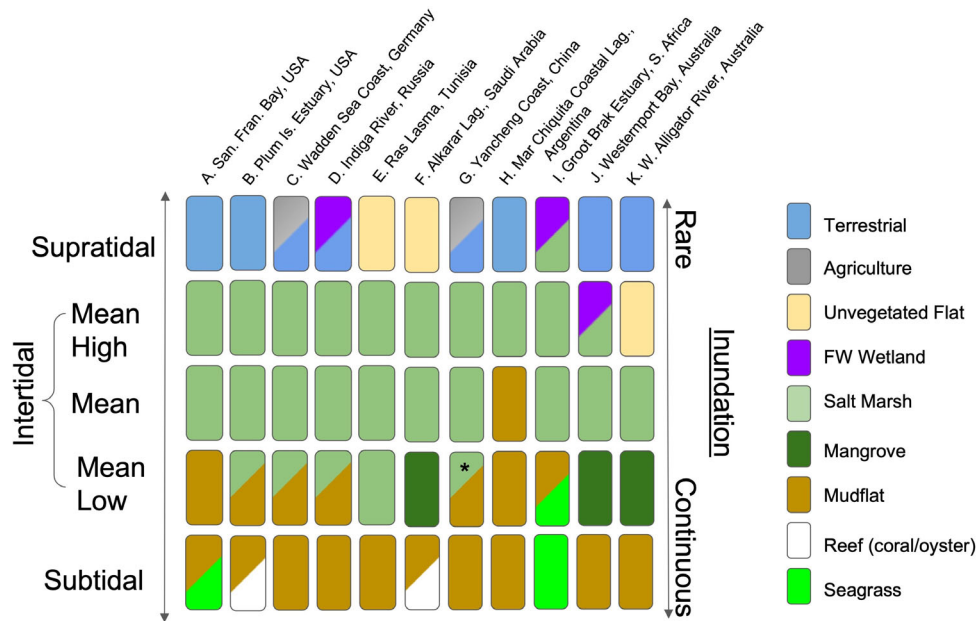 A. San. Fran. Bay, USA
B. Plum Is. Estuary, USA
C. Wadden Sea Coast, Germany
D. Indiga River, Russia
E. Ras Lasma, Tunisia
F. Alkarar Lag., Saudi Arabia
G. Yancheng Coast, China
H. Mar Chiquita Coastal Lag.,
Argentina
I. Groot Brak Estuary, S. Africa
J. Westernport Bay, Australia
K. W. Alligator River, Australia
Supratidal
Intertidal
Mean
High
Mean
Mean
Low
*
Subtidal
Rare
Inundation
Continuous
Terrestrial
Agriculture
Unvegetated Flat
FW Wetland
Salt Marsh
Mangrove
Mudflat
Reef (coral/oyster)
Seagrass